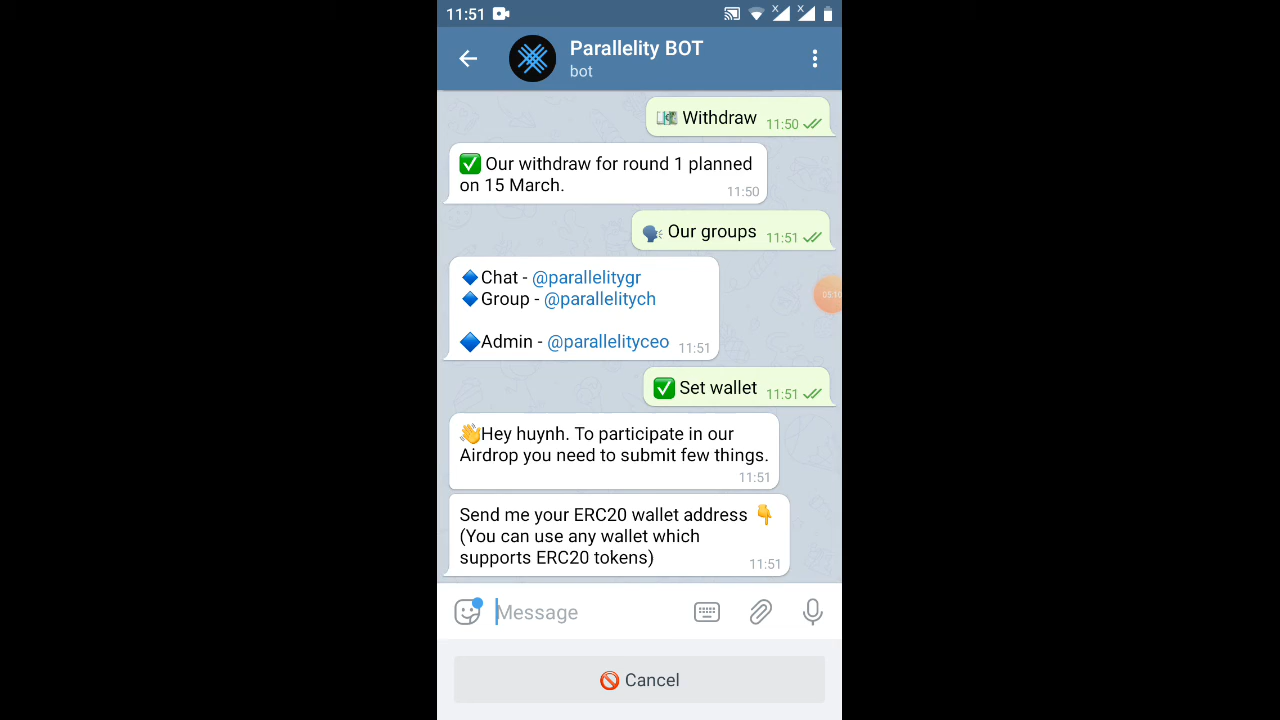 11:51
Parallelity BOT
bot
💵 Withdraw 11:50
✅ Our withdraw for round 1 planned
on 15 March. 11:50
🗣 Our groups 11:51
🔹Chat - @parallelitygr
🔹Group - @parallelitych
🔷Admin - @parallelityceo 11:51
✅ Set wallet 11:51
👋Hey huynh. To participate in our
Airdrop you need to submit few things.
11:51
Send me your ERC20 wallet address 👇
(You can use any wallet which
supports ERC20 tokens) 11:51
Message
🚫 Cancel